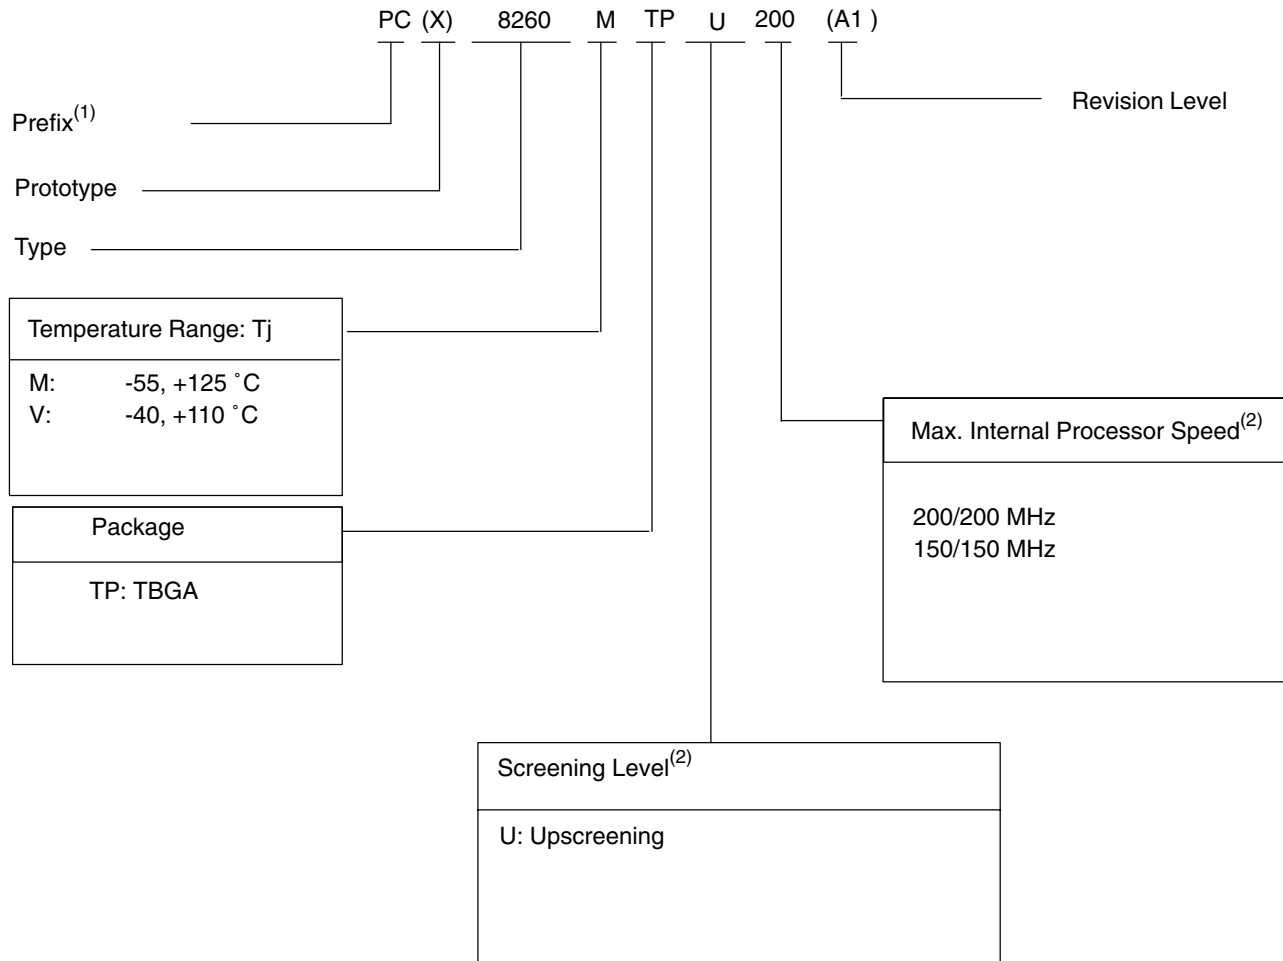 PC (X) 8260 M TP U 200 (A1 )
Revision Level
Prefix(1)
Prototype
Type
Temperature Range: Tj
M: -55, +125 ˚C
V: -40, +110 ˚C
Max. Internal Processor Speed(2)
200/200 MHz
150/150 MHz
Package
TP: TBGA
Screening Level(2)
U: Upscreening